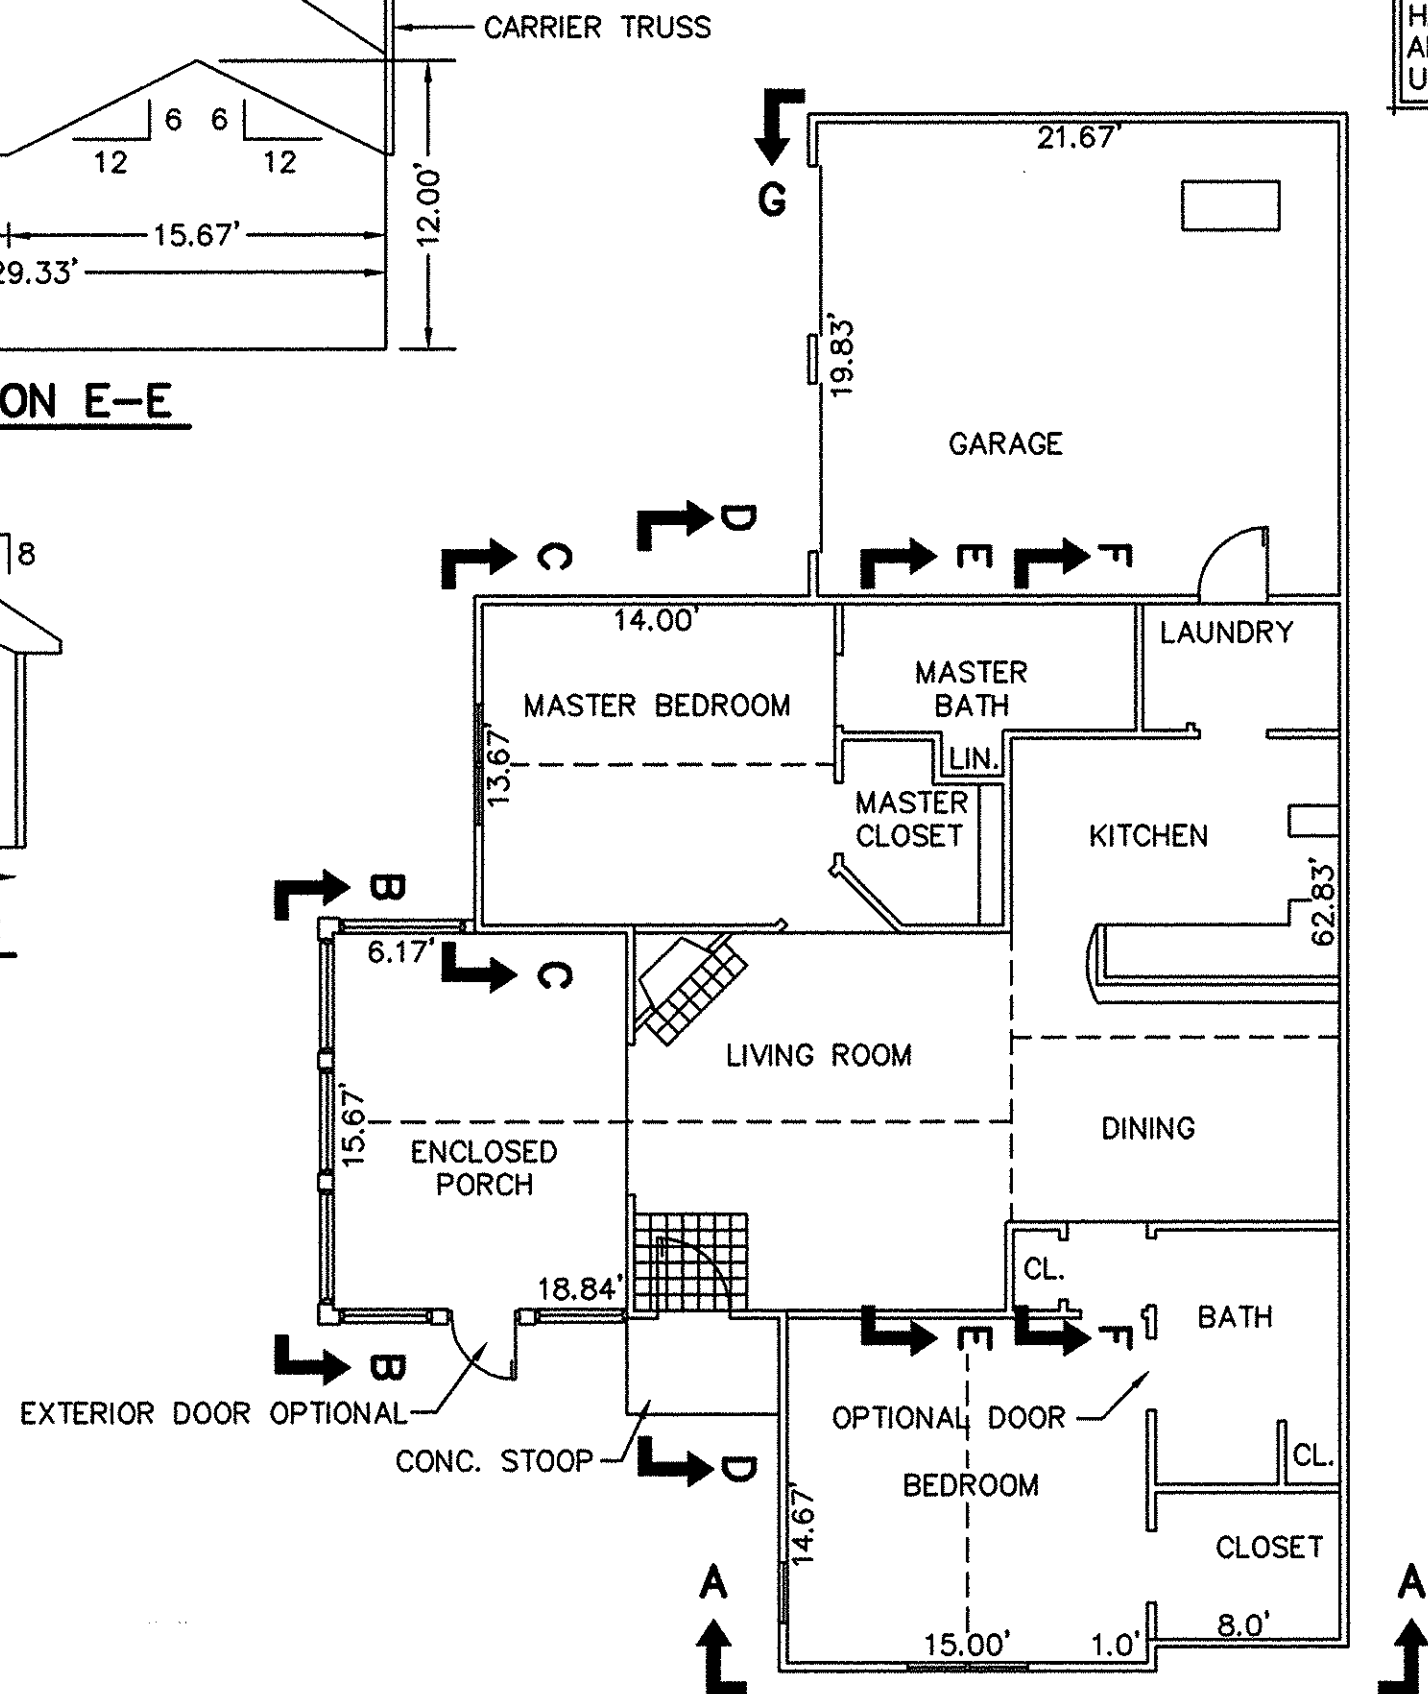 CARRIER TRUSS
H
U
6 6
12 12
12.00'
15.67'
29.33'
ON E-E
8
G
21.67'
19.83'
GARAGE
D
C
E
F
14.00'
LAUNDRY
MASTER
BATH
MASTER BEDROOM
13.67'
LIN.
MASTER
CLOSET
KITCHEN
62.83'
B
6.17'
C
LIVING ROOM
DINING
15.67'
ENCLOSED
PORCH
18.84'
CL.
BATH
E
F
B
EXTERIOR DOOR OPTIONAL
OPTIONAL DOOR
CONC. STOOP
D
CL.
BEDROOM
14.67'
CLOSET
A
A
15.00'
1.0'
8.0'